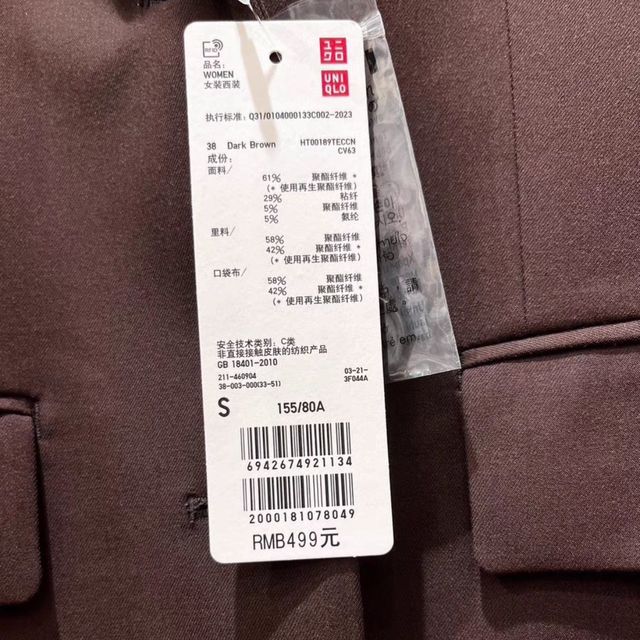 RFID
ユニ
クロ
UNI
QLO
品名:
WOMEN
女装西装
执行标准: Q31/0104000133C002-2023
38 Dark Brown HT00189TECCN
成份: CV63
面料/
61% 聚酯纤维 *
(* 使用再生聚酯纤维)
29% 粘纤
5% 聚酯纤维
5% 氨纶
里料/
58% 聚酯纤维
42% 聚酯纤维 *
(* 使用再生聚酯纤维)
口袋布/
58% 聚酯纤维
42% 聚酯纤维 *
(* 使用再生聚酯纤维)
安全技术类别: C类
非直接接触皮肤的纺织产品
GB 18401-2010
211-460904 03-21-
38-003-000(33-51) 3F044A
S 155/80A
6942674921134
2000181078049
RMB499元